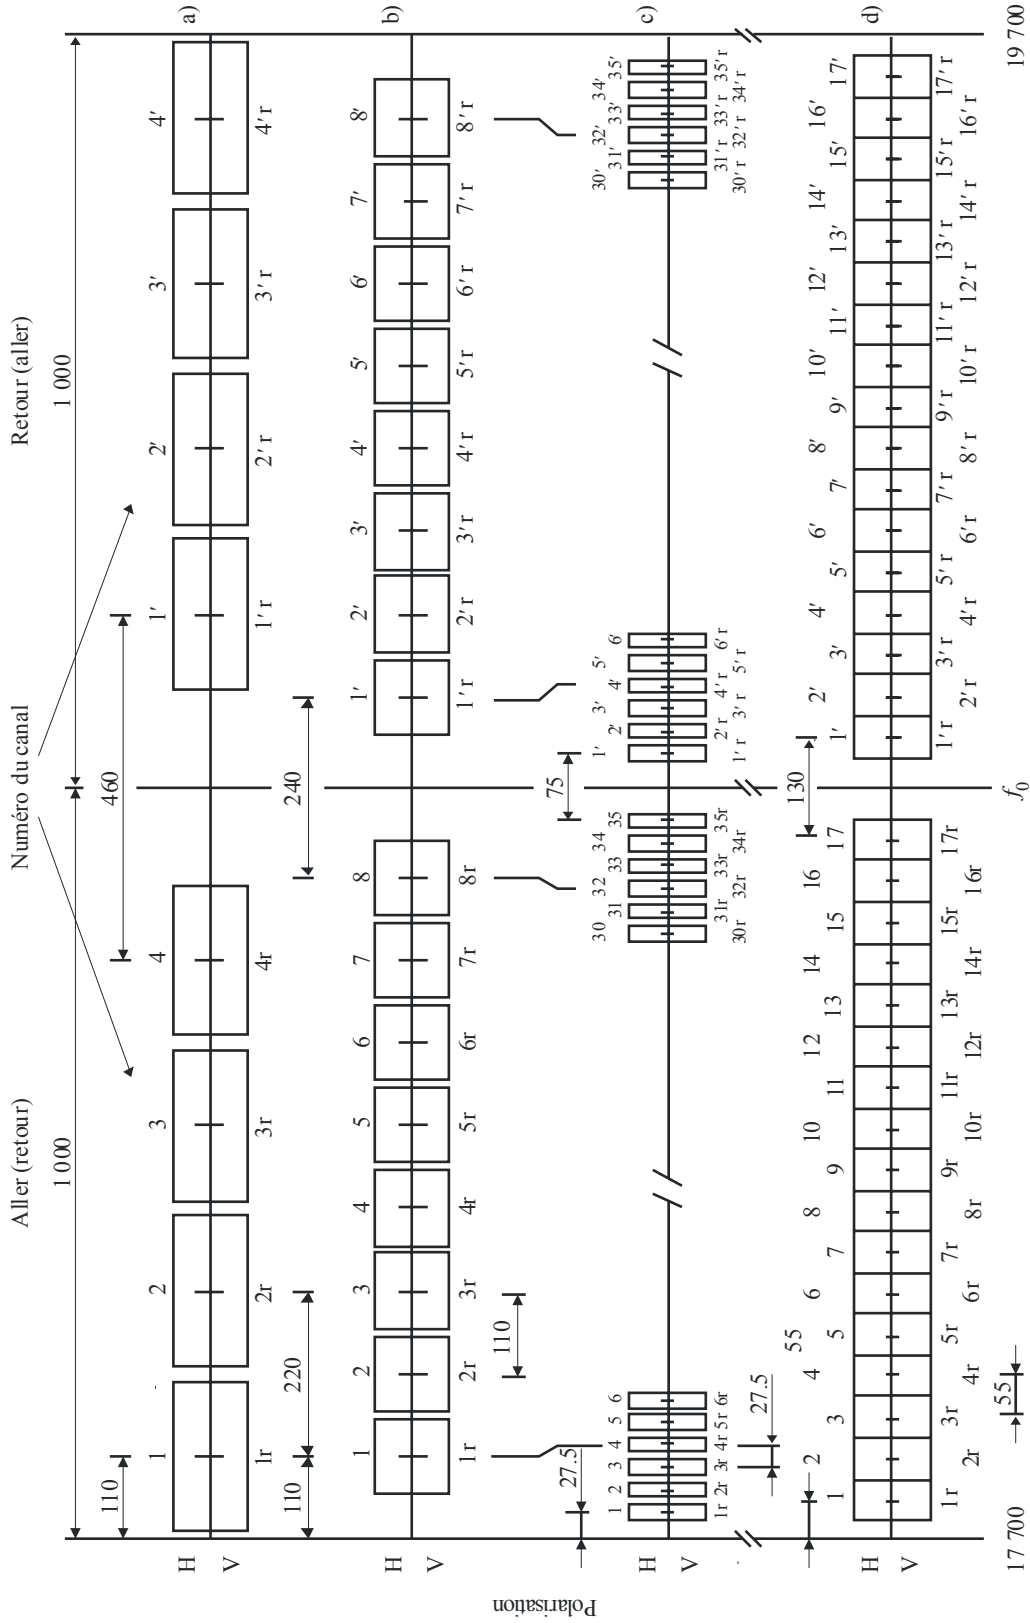 Aller (retour)
Numéro du canal
Retour (aller)
1 000
1 000
110
460
1
2
3
4
1′
2′
3′
4′
a)
H
V
Polarisation
1r
2r
3r
4r
1′ r
2′ r
3′ r
4′ r
110
220
240
1
2
3
4
5
6
7
8
1′
2′
3′
4′
5′
6′
7′
8′
b)
H
V
1r
2r
3r
4r
5r
6r
7r
8r
1′ r
2′ r
3′ r
4′ r
5′ r
6′ r
7′ r
8′ r
110
27.5
75
1
2
3
4
5
6
30
31
32
33
34
35
1′
2′
3′
4′
5′
6′
30′
31′
32′
33′
34′
35′
c)
H
V
1r
2r
3r
4r
5r
6r
30r
31r
32r
33r
34r
35r
1′ r
2′ r
3′ r
4′ r
5′ r
6′ r
30′ r
31′ r
32′ r
33′ r
34′ r
35′ r
27.5
55
130
1
2
3
4
5
6
7
8
9
10
11
12
13
14
15
16
17
1′
2′
3′
4′
5′
6′
7′
8′
9′
10′
11′
12′
13′
14′
15′
16′
17′
d)
H
V
1r
2r
3r
4r
5r
6r
7r
8r
9r
10r
11r
12r
13r
14r
15r
16r
17r
1′ r
2′ r
3′ r
4′ r
5′ r
6′ r
7′ r
8′ r
9′ r
10′ r
11′ r
12′ r
13′ r
14′ r
15′ r
16′ r
17′ r
55
17 700
f0
19 700